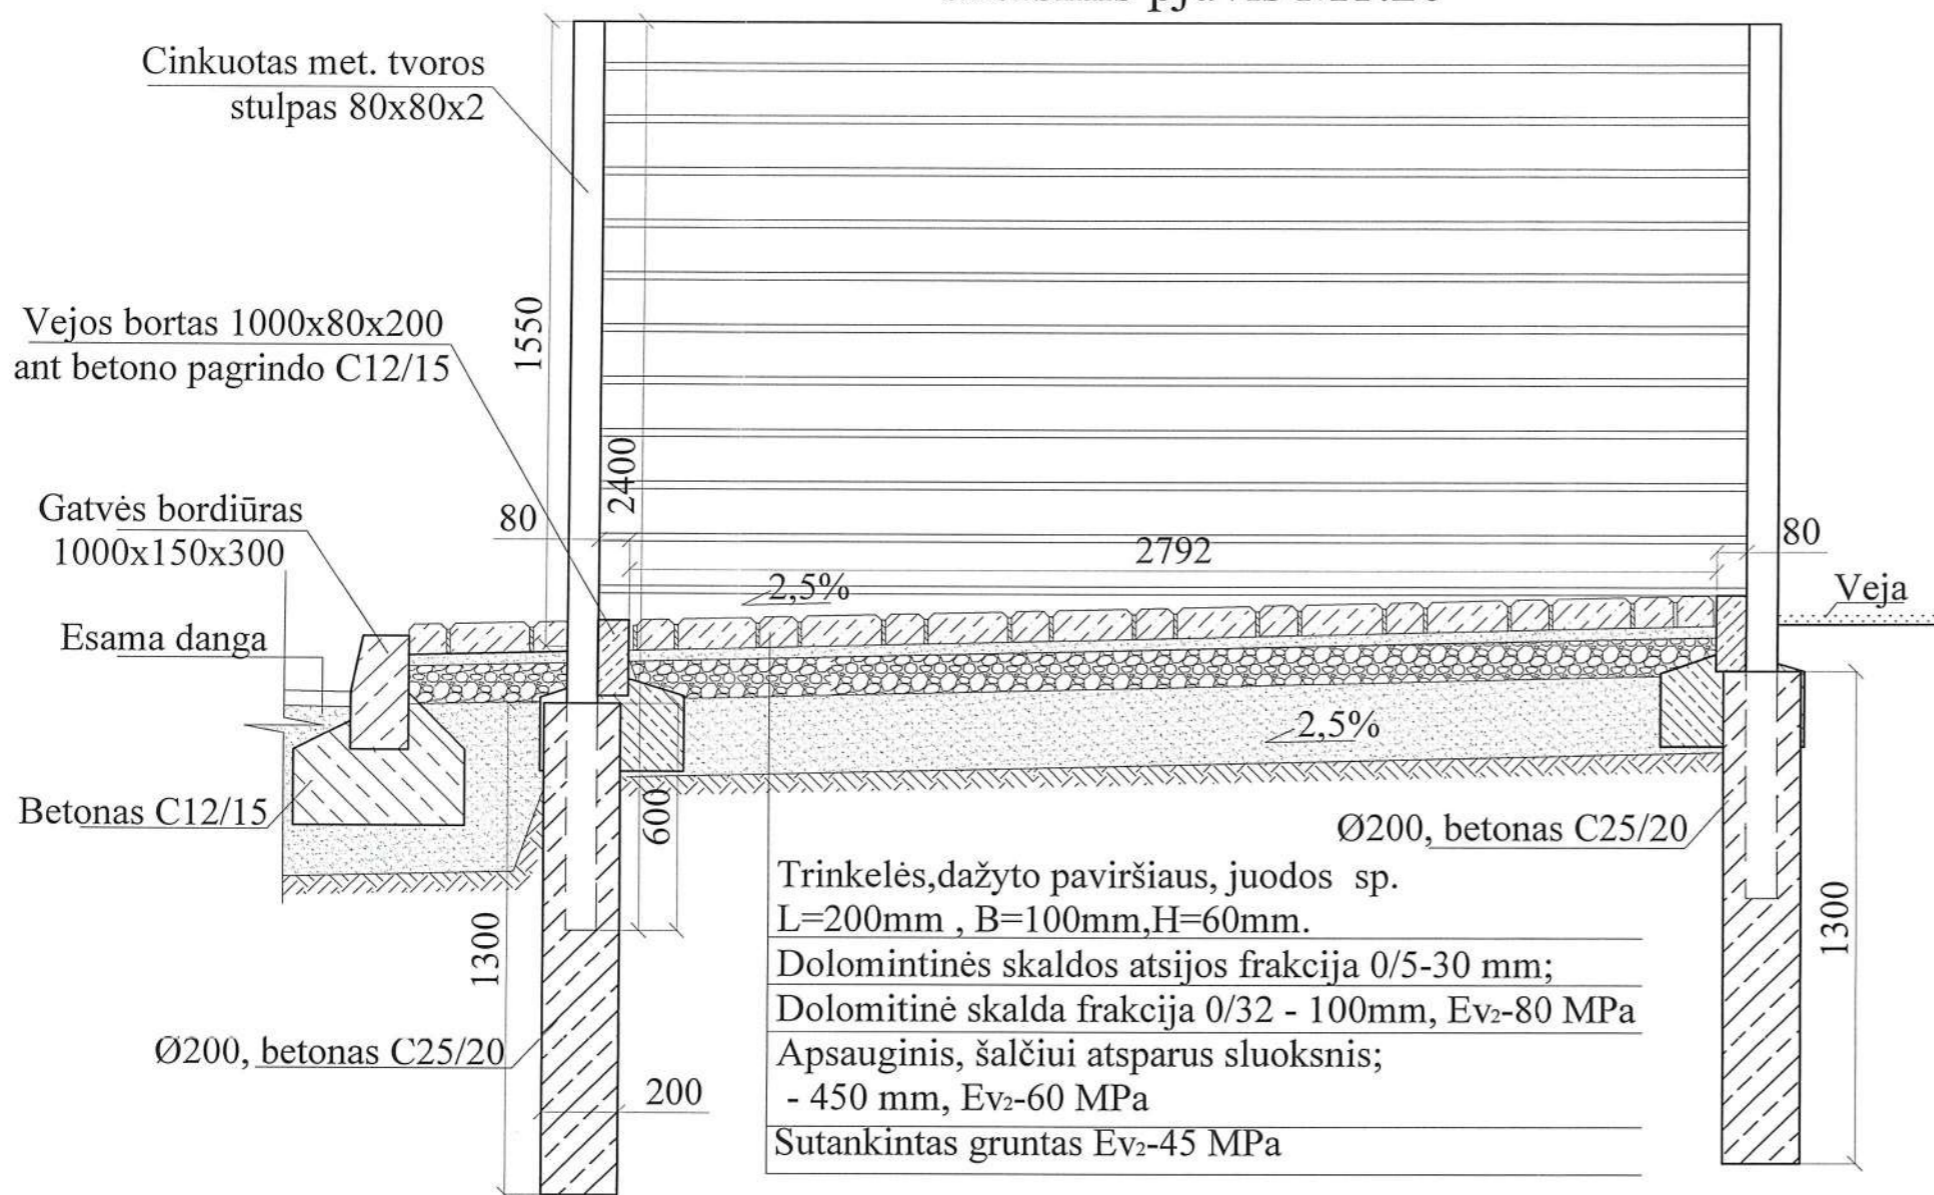 pjūvis
Cinkuotas met. tvoros
stulpas 80x80x2
Vejos bortas 1000x80x200
ant betono pagrindo C12/15
1550
2400
Gatvės bordiūras
1000x150x300
80
2792
80
2,5%
Veja
Esama danga
2,5%
Betonas C12/15
600
Ø200, betonas C25/20
1300
1300
Trinkelės,dažyto paviršiaus, juodos sp.
L=200mm , B=100mm,H=60mm.
Dolomintinės skaldos atsijos frakcija 0/5-30 mm;
Dolomitinė skalda frakcija 0/32 - 100mm, Ev₂-80 MPa
Apsauginis, šalčiui atsparus sluoksnis;
- 450 mm, Ev₂-60 MPa
Sutankintas gruntas Ev₂-45 MPa
Ø200, betonas C25/20
200